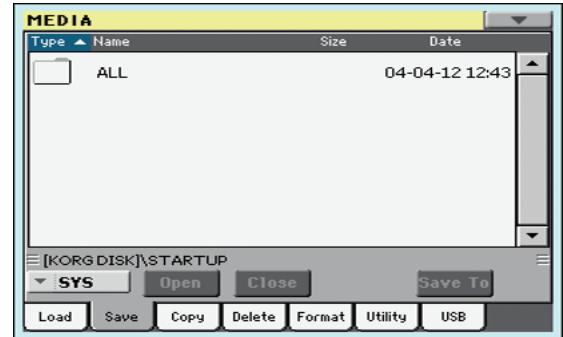 MEDIA
Type Name Size Date
ALL 04-04-12 12:43
[KORG DISK]\STARTUP
SYS Open Close Save To
Load Save Copy Delete Format Utility USB